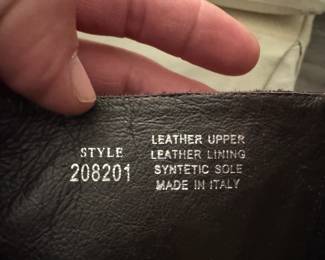 STYLE
208201
LEATHER UPPER
LEATHER LINING
SYNTETIC SOLE
MADE IN ITALY